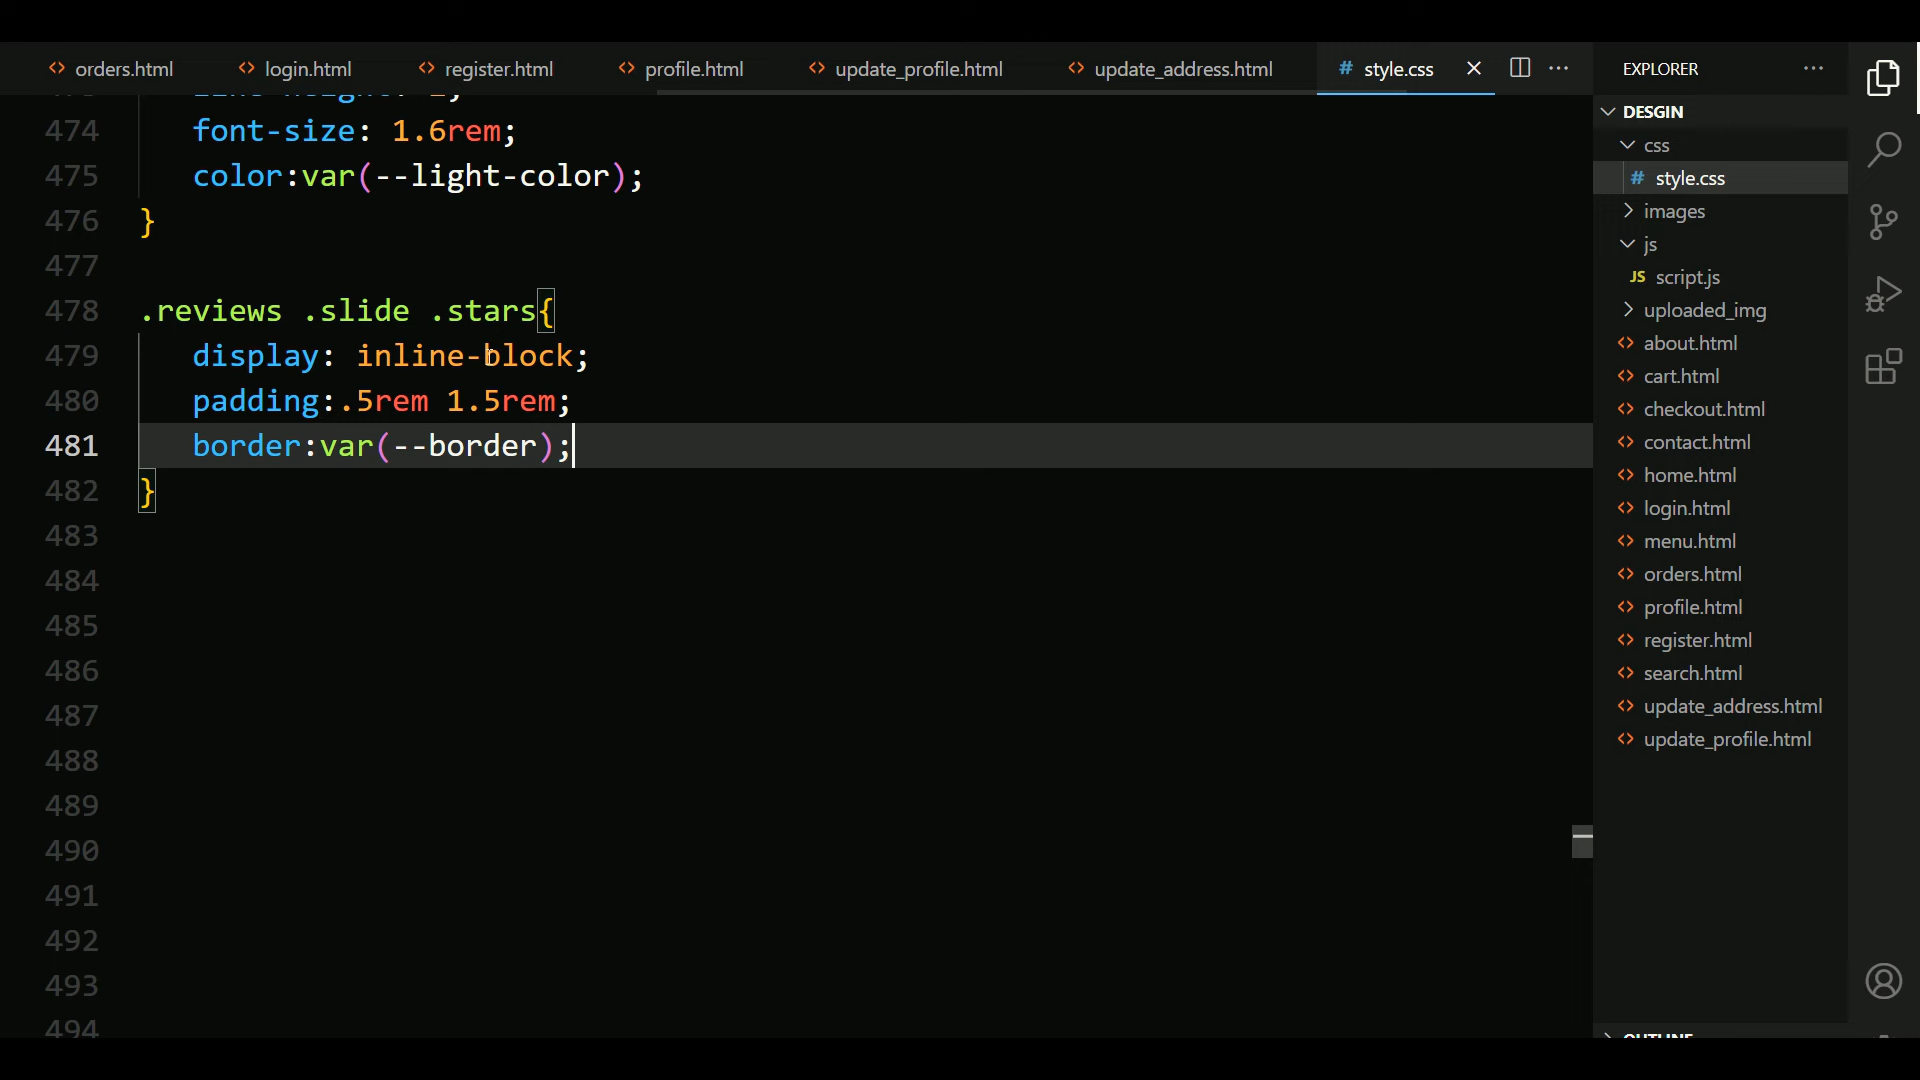 orders.html login.html register.html profile.html update_profile.html update_address.html # style.css
EXPLORER
DESGIN
css
# style.css
images
js
JS script.js
uploaded_img
about.html
cart.html
checkout.html
contact.html
home.html
login.html
menu.html
orders.html
profile.html
register.html
search.html
update_address.html
update_profile.html
OUTLINE
474 font-size: 1.6rem;
475 color:var(--light-color);
476 }
477
478 .reviews .slide .stars{
479 display: inline-block;
480 padding:.5rem 1.5rem;
481 border:var(--border);
482 }
483
484
485
486
487
488
489
490
491
492
493
494